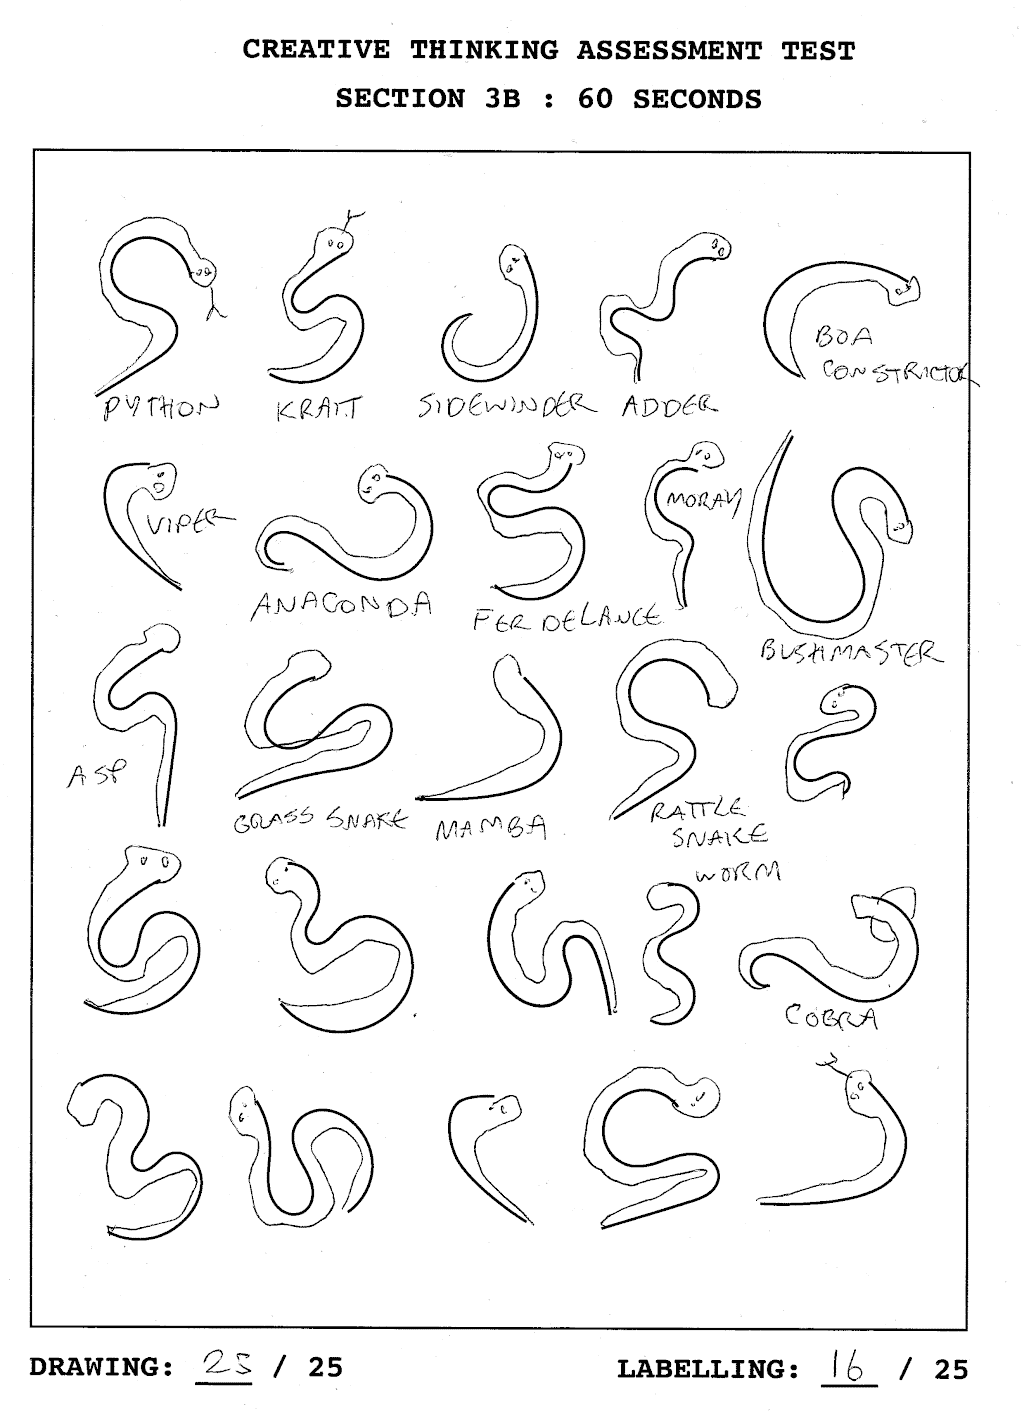 CREATIVE THINKING ASSESSMENT TEST
SECTION 3B : 60 SECONDS
PYTHON
KRAIT
SIDEWINDER
ADDER
BOA
CONSTRICTOR
VIPER
ANACONDA
FER DE LANCE
MORAY
BUSHMASTER
ASP
GRASS SNAKE
MAMBA
RATTLE
SNAKE
WORM
COBRA
DRAWING: 25 / 25
LABELLING: 16 / 25